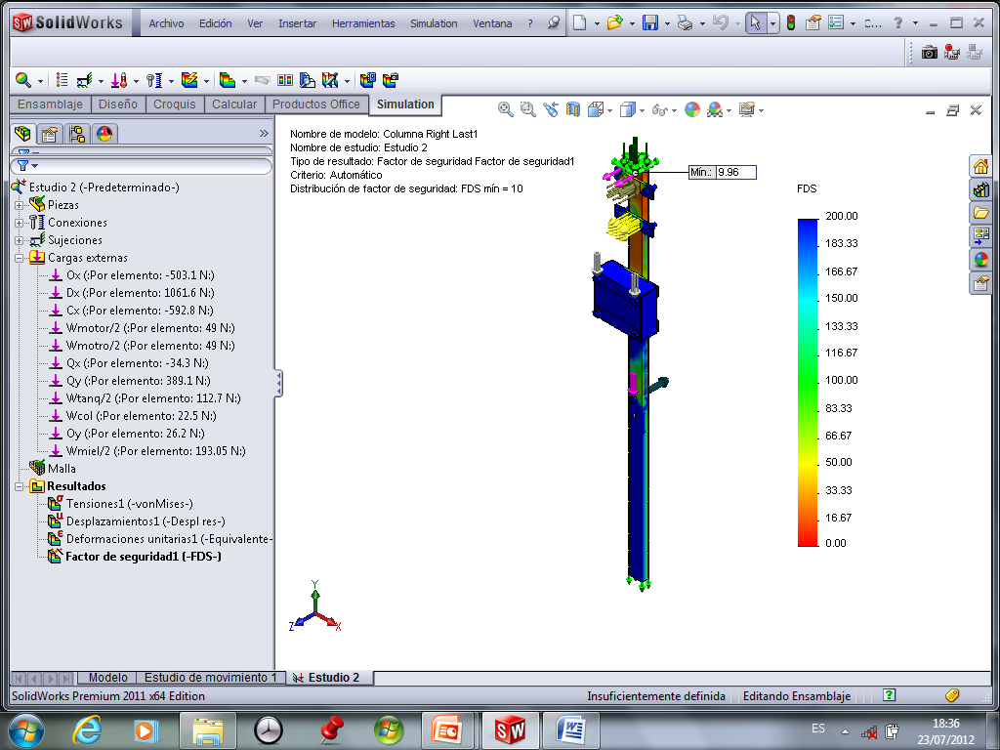 SolidWorks
Archivo Edición Ver Insertar Herramientas Simulation Ventana ?
C... ?
Ensamblaje Diseño Croquis Calcular Productos Office Simulation
Estudio 2 (-Predeterminado-)
Piezas
Conexiones
Sujeciones
Cargas externas
Ox (:Por elemento: -503.1 N:)
Dx (:Por elemento: 1061.6 N:)
Cx (:Por elemento: -592.8 N:)
Wmotor/2 (:Por elemento: 49 N:)
Wmotro/2 (:Por elemento: 49 N:)
Qx (:Por elemento: -34.3 N:)
Qy (:Por elemento: 389.1 N:)
Wtanq/2 (:Por elemento: 112.7 N:)
Wcol (:Por elemento: 22.5 N:)
Oy (:Por elemento: 26.2 N:)
Wmiel/2 (:Por elemento: 193.05 N:)
Malla
Resultados
Tensiones1 (-vonMises-)
Desplazamientos1 (-Despl res-)
Deformaciones unitarias1 (-Equivalente-
Factor de seguridad1 (-FDS-)
Nombre de modelo: Columna Right Last1
Nombre de estudio: Estudio 2
Tipo de resultado: Factor de seguridad Factor de seguridad1
Criterio: Automático
Distribución de factor de seguridad: FDS mín = 10
Mín.: 9.96
FDS
200.00
183.33
166.67
150.00
133.33
116.67
100.00
83.33
66.67
50.00
33.33
16.67
0.00
Y
Z X
Modelo Estudio de movimiento 1 Estudio 2
SolidWorks Premium 2011 x64 Edition Insuficientemente definida Editando Ensamblaje ?
ES 18:36
23/07/2012